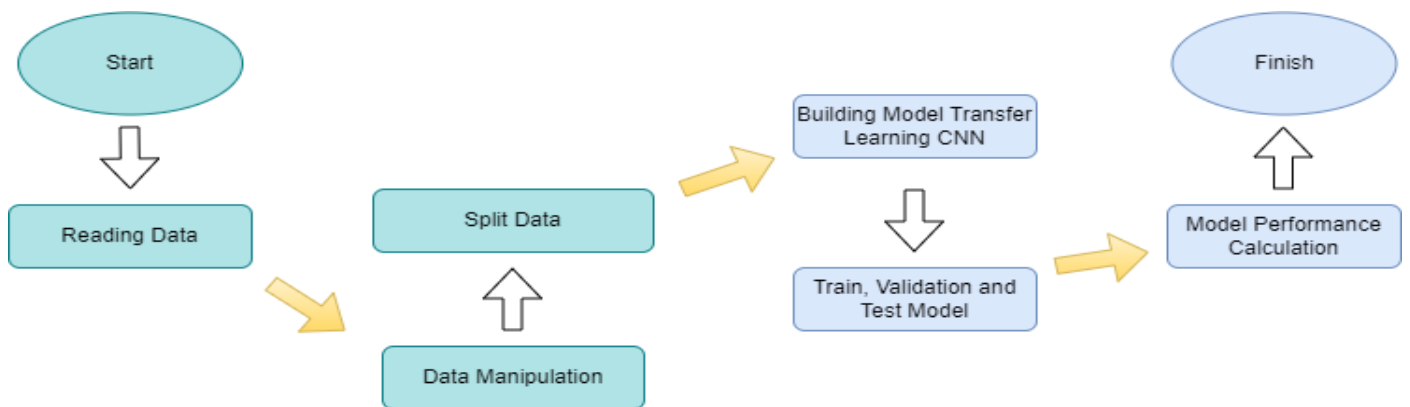 Start
Reading Data
Data Manipulation
Split Data
Building Model Transfer
Learning CNN
Train, Validation and
Test Model
Model Performance
Calculation
Finish